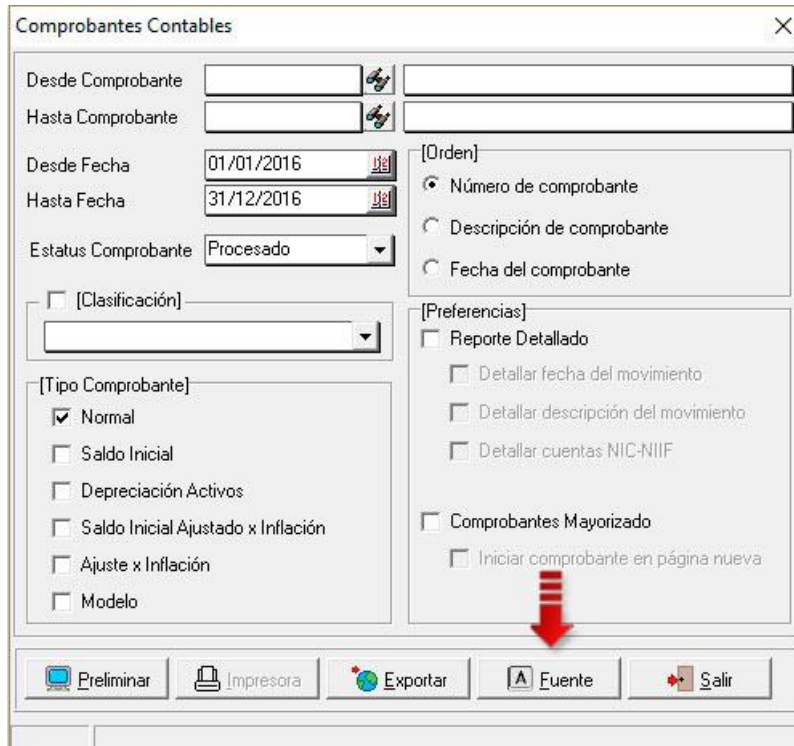 Comprobantes Contables
Desde Comprobante
Hasta Comprobante
Desde Fecha 01/01/2016
Hasta Fecha 31/12/2016
Estatus Comprobante Procesado
[Clasificación]
[Tipo Comprobante]
Normal
Saldo Inicial
Depreciación Activos
Saldo Inicial Ajustado x Inflación
Ajuste x Inflación
Modelo
[Orden]
Número de comprobante
Descripción de comprobante
Fecha del comprobante
[Preferencias]
Reporte Detallado
Detallar fecha del movimiento
Detallar descripción del movimiento
Detallar cuentas NIC-NIIF
Comprobantes Mayorizado
Iniciar comprobante en página nueva
Preliminar Impresora Exportar A Fuente Salir